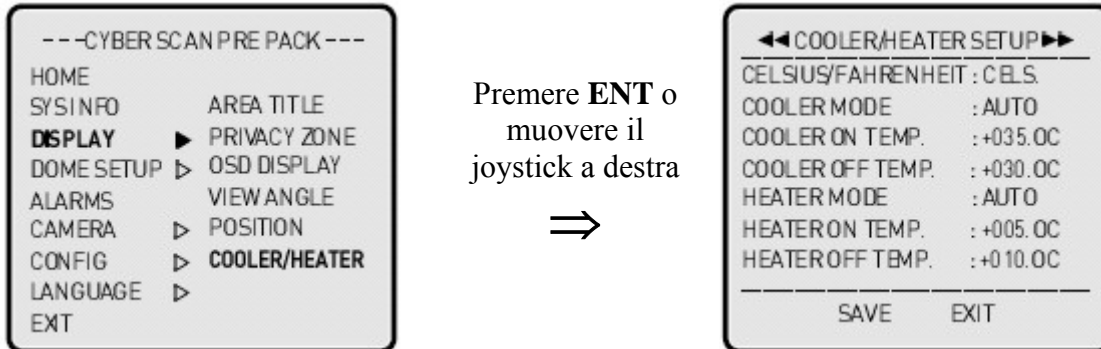 ---CYBER SCAN PRE PACK---
HOME
SYS INFO AREA TITLE
DISPLAY ▶ PRIVACY ZONE
DOME SETUP ▷ OSD DISPLAY
ALARMS VIEW ANGLE
CAMERA ▷ POSITION
CONFIG ▷ COOLER/HEATER
LANGUAGE ▷
EXIT
Premere ENT o
muovere il
joystick a destra
⇒
◀◀ COOLER/HEATER SETUP ▶▶
CELSIUS/FAHRENHEIT : CELS.
COOLER MODE : AUTO
COOLER ON TEMP. : +035.0C
COOLER OFF TEMP. : +030.0C
HEATER MODE : AUTO
HEATER ON TEMP. : +005.0C
HEATER OFF TEMP. : +010.0C
SAVE EXIT